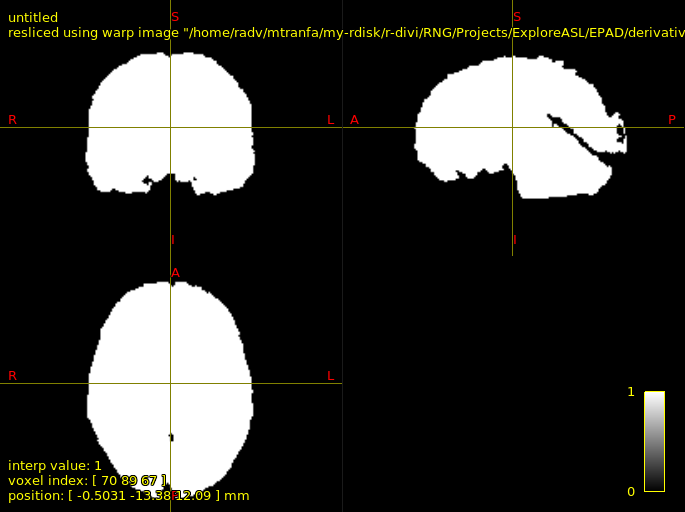 untitled
resliced using warp image "/home/radv/mtranfa/my-rdisk/r-divi/RNG/Projects/ExploreASL/EPAD/derivativ
S
S
R
L
A
P
I
I
A
R
L
1
interp value: 1
voxel index: [ 70 89 67 ]
position: [ -0.5031 -13.38 12.09 ] mm
0